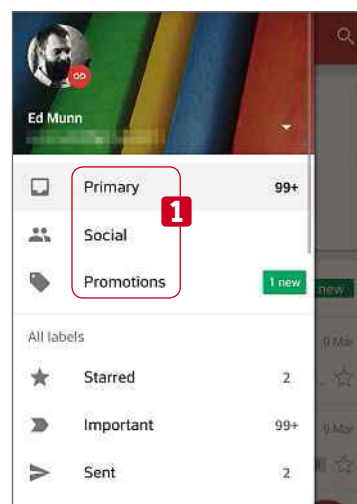 Ed Munn
Primary 99+
1
Social
Promotions 1 new
new
All labels
9 Mar
Starred 2
Important 99+
9 Mar
Sent 2